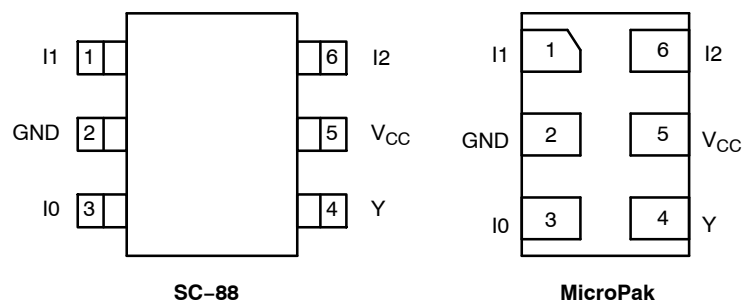 I1 1 6 I2
GND 2 5 VCC
I0 3 4 Y
SC–88
I1 1 6 I2
GND 2 5 VCC
I0 3 4 Y
MicroPak